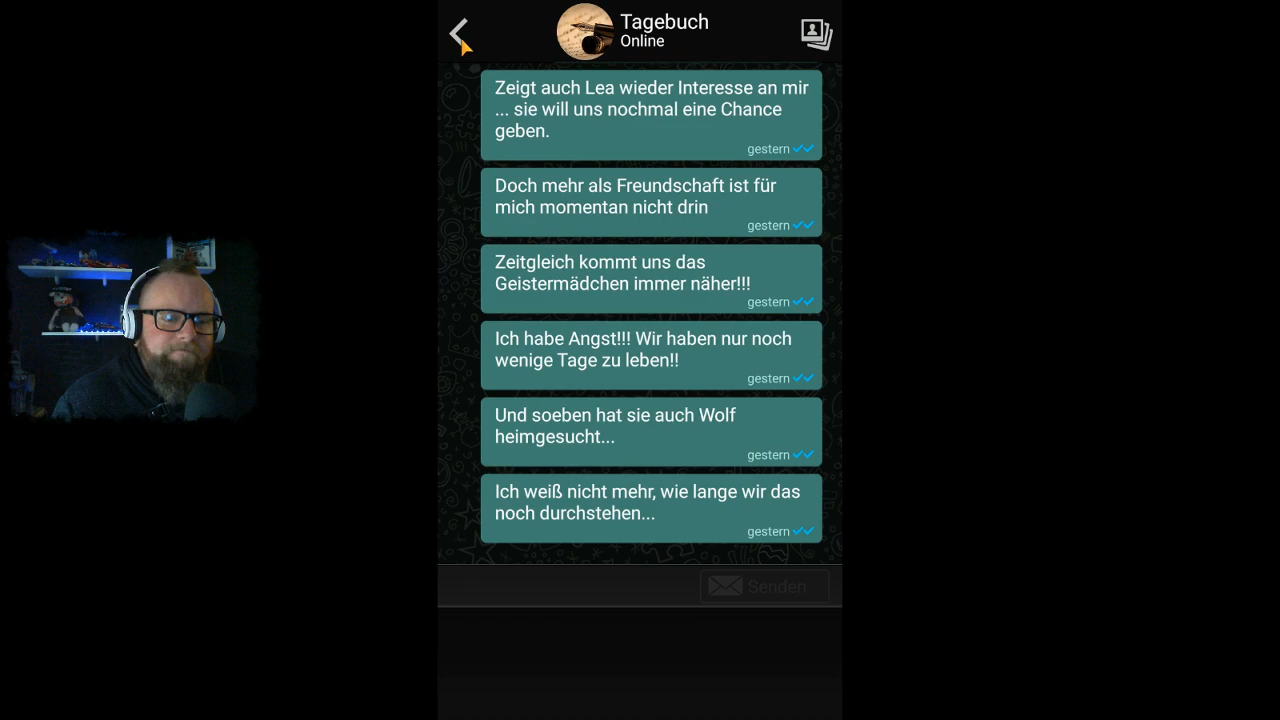 Tagebuch
Online
Zeigt auch Lea wieder Interesse an mir
... sie will uns nochmal eine Chance
geben.
gestern
Doch mehr als Freundschaft ist für
mich momentan nicht drin
gestern
Zeitgleich kommt uns das
Geistermädchen immer näher!!!
gestern
Ich habe Angst!!! Wir haben nur noch
wenige Tage zu leben!!
gestern
Und soeben hat sie auch Wolf
heimgesucht...
gestern
Ich weiß nicht mehr, wie lange wir das
noch durchstehen...
gestern
Senden